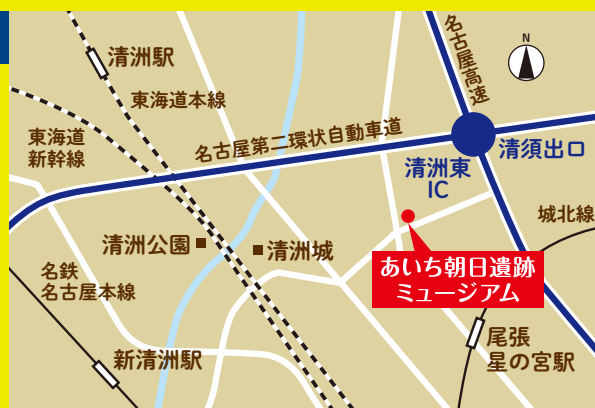 清洲駅
東海道本線
東海道
新幹線
名古屋第二環状自動車道
名古屋高速
N
清須出口
清洲東
IC
城北線
清洲公園
清洲城
あいち朝日遺跡
ミュージアム
名鉄
名古屋本線
新清洲駅
尾張
星の宮駅